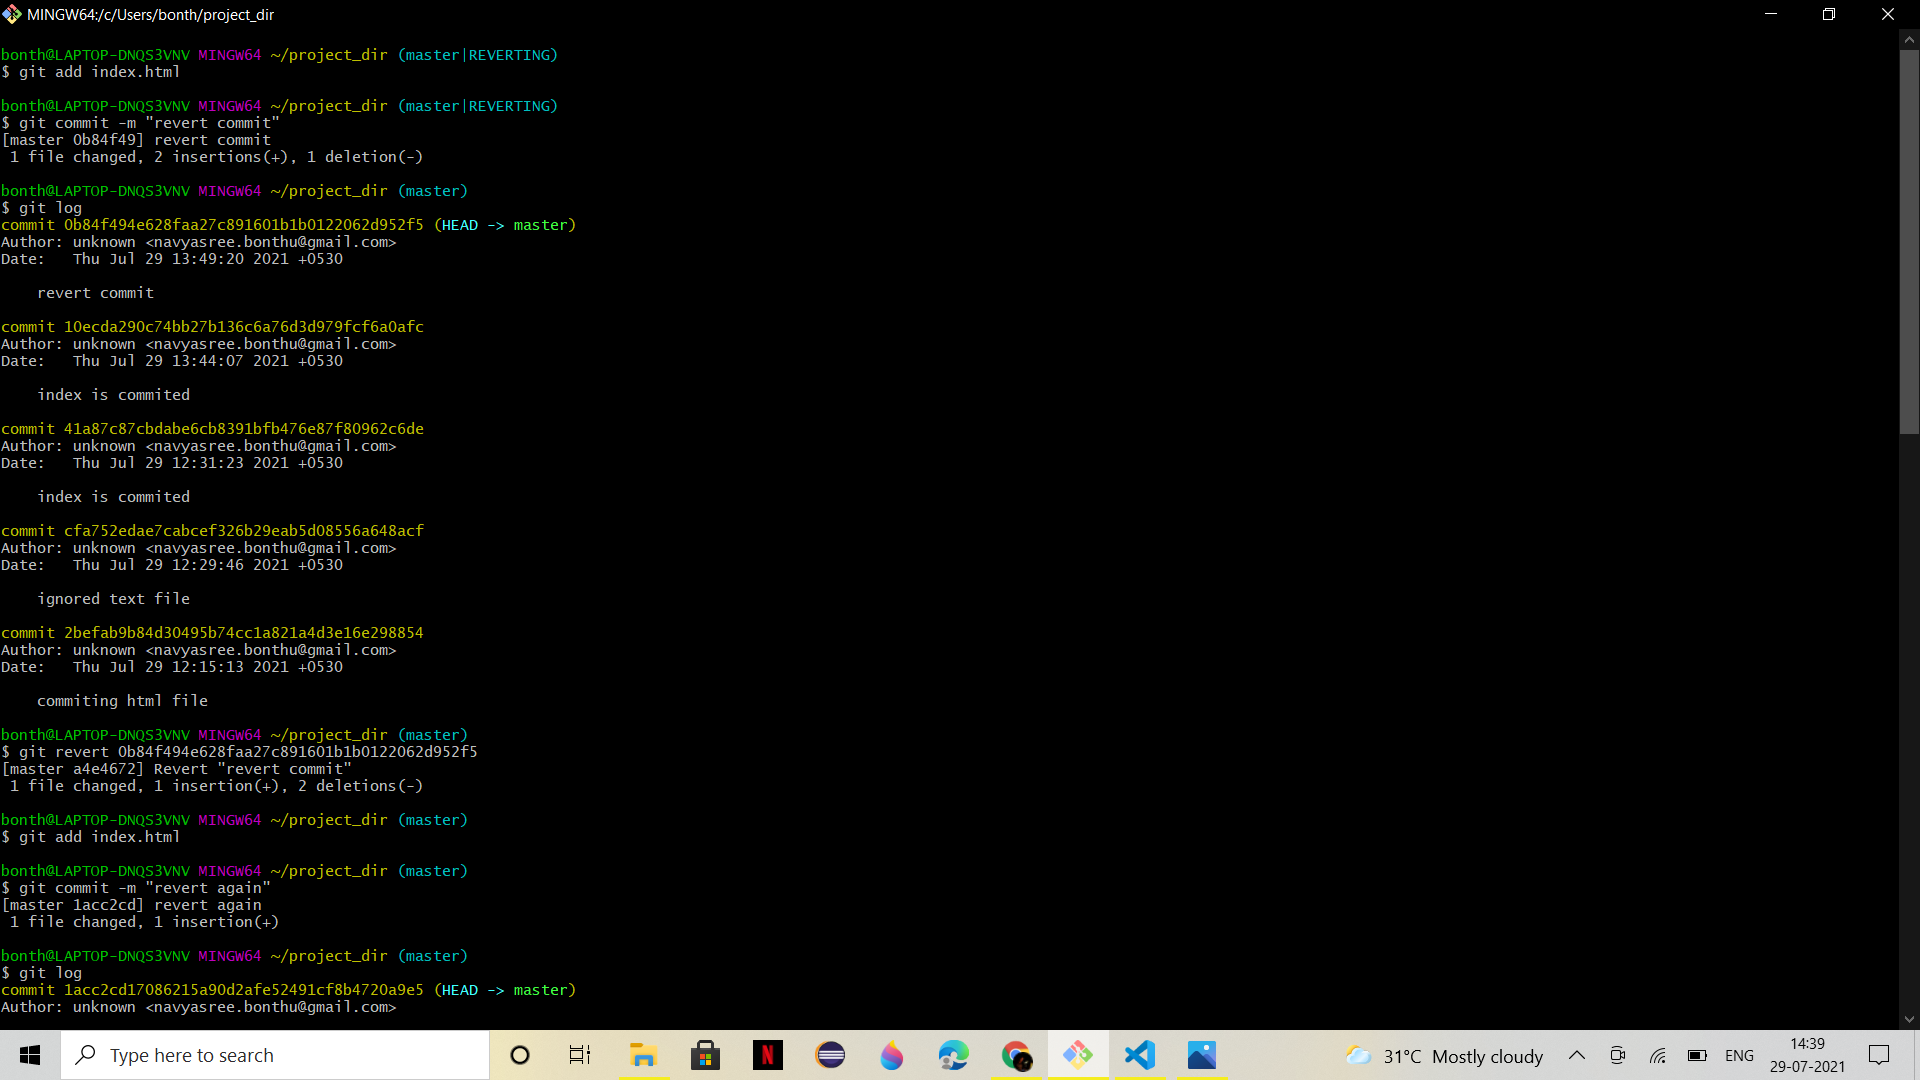 MINGW64:/c/Users/bonth/project_dir
bonth@LAPTOP-DNQS3VNV MINGW64 ~/project_dir (master|REVERTING)
$ git add index.html
bonth@LAPTOP-DNQS3VNV MINGW64 ~/project_dir (master|REVERTING)
$ git commit -m "revert commit"
[master 0b84f49] revert commit
1 file changed, 2 insertions(+), 1 deletion(-)
bonth@LAPTOP-DNQS3VNV MINGW64 ~/project_dir (master)
$ git log
commit 0b84f494e628faa27c891601b1b0122062d952f5 (HEAD -> master)
Author: unknown <navyasree.bonthu@gmail.com>
Date:   Thu Jul 29 13:49:20 2021 +0530
revert commit
commit 10ecda290c74bb27b136c6a76d3d979fcf6a0afc
Author: unknown <navyasree.bonthu@gmail.com>
Date:   Thu Jul 29 13:44:07 2021 +0530
index is commited
commit 41a87c87cbdabe6cb8391bfb476e87f80962c6de
Author: unknown <navyasree.bonthu@gmail.com>
Date:   Thu Jul 29 12:31:23 2021 +0530
index is commited
commit cfa752edae7cabcef326b29eab5d08556a648acf
Author: unknown <navyasree.bonthu@gmail.com>
Date:   Thu Jul 29 12:29:46 2021 +0530
ignored text file
commit 2befab9b84d30495b74cc1a821a4d3e16e298854
Author: unknown <navyasree.bonthu@gmail.com>
Date:   Thu Jul 29 12:15:13 2021 +0530
commiting html file
bonth@LAPTOP-DNQS3VNV MINGW64 ~/project_dir (master)
$ git revert 0b84f494e628faa27c891601b1b0122062d952f5
[master a4e4672] Revert "revert commit"
1 file changed, 1 insertion(+), 2 deletions(-)
bonth@LAPTOP-DNQS3VNV MINGW64 ~/project_dir (master)
$ git add index.html
bonth@LAPTOP-DNQS3VNV MINGW64 ~/project_dir (master)
$ git commit -m "revert again"
[master 1acc2cd] revert again
1 file changed, 1 insertion(+)
bonth@LAPTOP-DNQS3VNV MINGW64 ~/project_dir (master)
$ git log
commit 1acc2cd17086215a90d2afe52491cf8b4720a9e5 (HEAD -> master)
Author: unknown <navyasree.bonthu@gmail.com>
Type here to search
N
31°C Mostly cloudy
ENG
14:39
29-07-2021